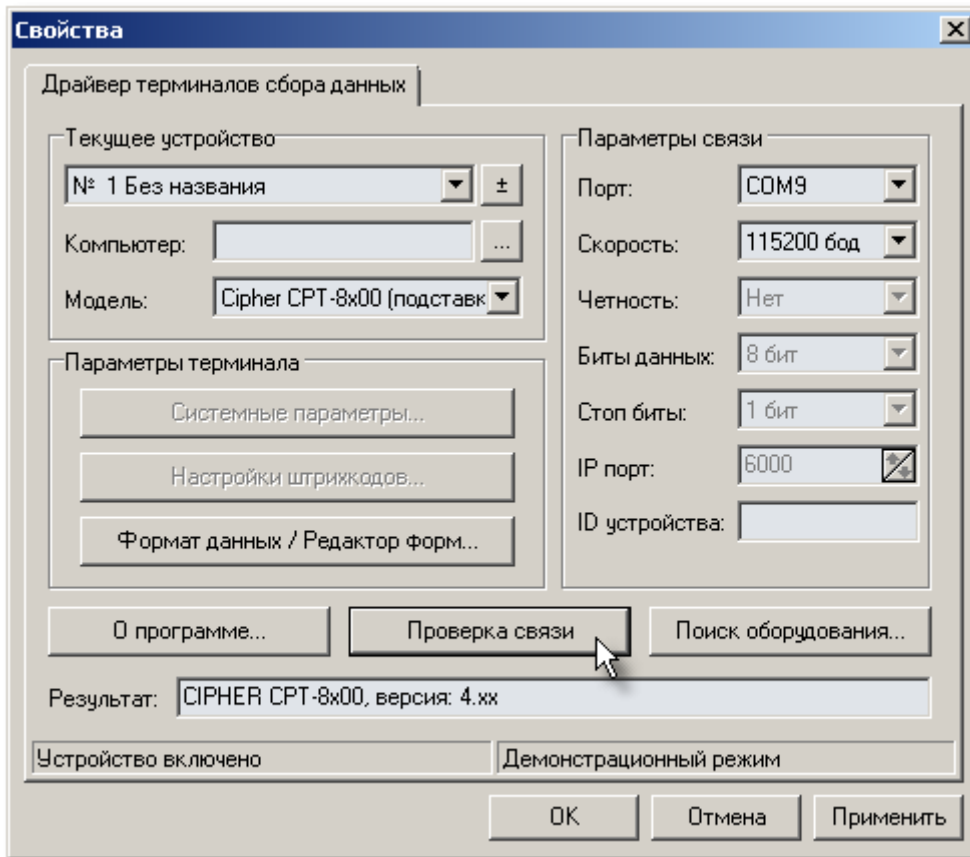 Свойства
Драйвер терминалов сбора данных
Текущее устройство
№ 1 Без названия
±
Компьютер:
...
Модель:
Cipher CPT-8x00 (подставк
Параметры терминала
Системные параметры...
Настройки штрихкодов...
Формат данных / Редактор форм...
Параметры связи
Порт:
COM9
Скорость:
115200 бод
Четность:
Нет
Биты данных:
8 бит
Стоп биты:
1 бит
IP порт:
6000
ID устройства:
О программе...
Проверка связи
Поиск оборудования...
Результат:
CIPHER CPT-8x00, версия: 4.xx
Устройство включено
Демонстрационный режим
OK
Отмена
Применить